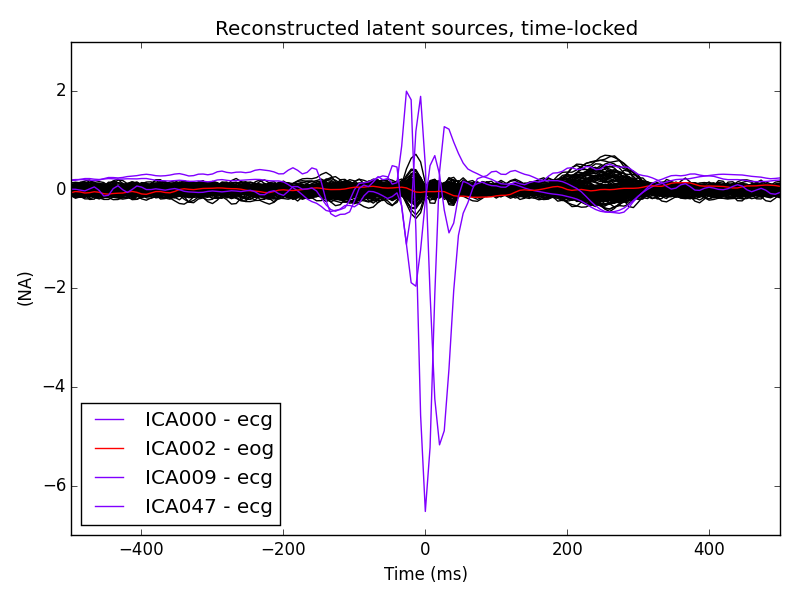 Reconstructed latent sources, time-locked
2
0
−2
−4
−6
(NA)
ICA000 - ecg
ICA002 - eog
ICA009 - ecg
ICA047 - ecg
−400
−200
0
200
400
Time (ms)